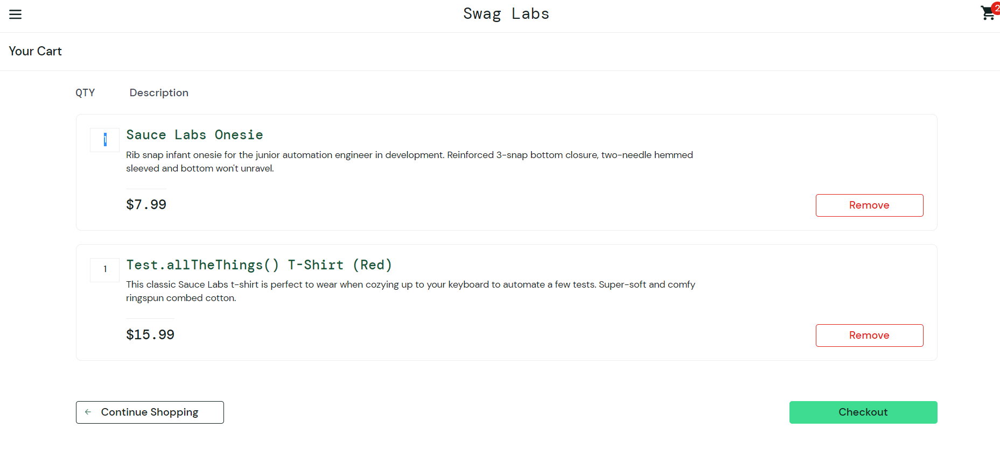 Swag Labs
2
Your Cart
QTY Description
1
Sauce Labs Onesie
Rib snap infant onesie for the junior automation engineer in development. Reinforced 3-snap bottom closure, two-needle hemmed
sleeved and bottom won't unravel.
$7.99
Remove
1
Test.allTheThings() T-Shirt (Red)
This classic Sauce Labs t-shirt is perfect to wear when cozying up to your keyboard to automate a few tests. Super-soft and comfy
ringspun combed cotton.
$15.99
Remove
Continue Shopping
Checkout